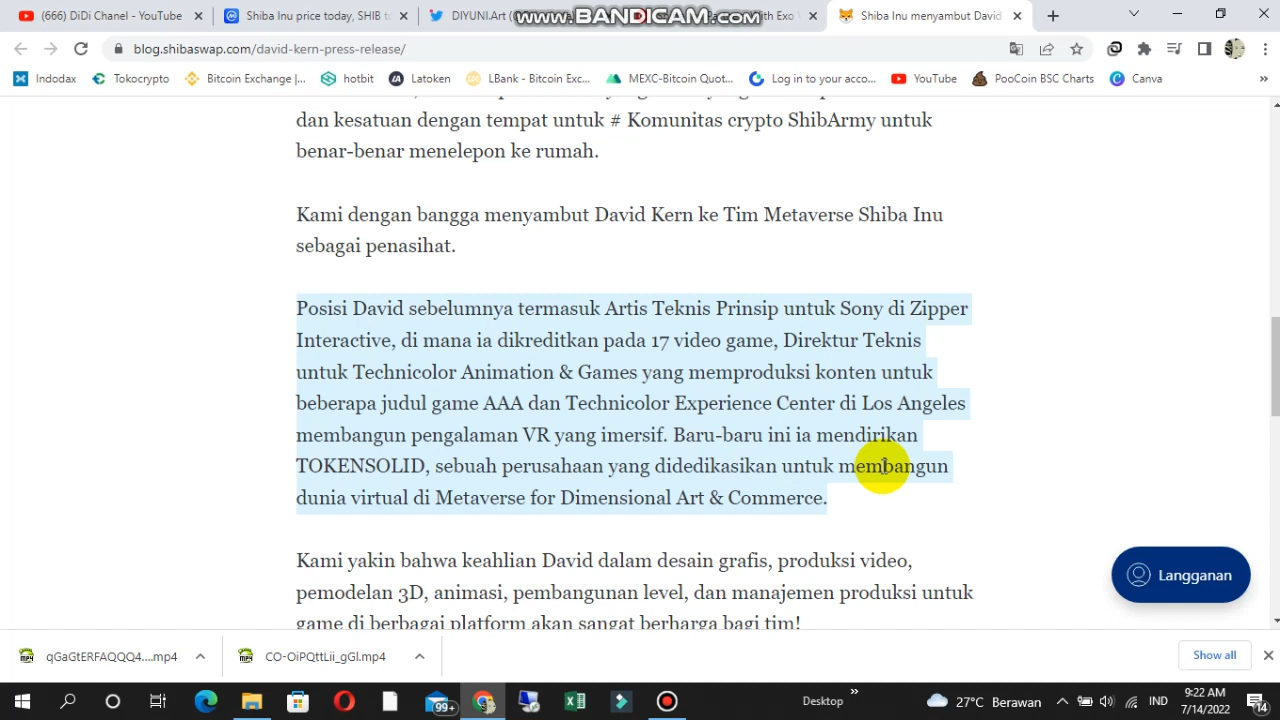 (666) DiDi Chanel - YouTube
Shiba Inu price today, SHIB t
DIYUNI.Art (
www.BANDICAM.com
th Exo
Shiba Inu menyambut David
blog.shibaswap.com/david-kern-press-release/
Indodax
Tokocrypto
Bitcoin Exchange |...
hotbit
Latoken
LBank - Bitcoin Exc...
MEXC-Bitcoin Quot...
Log in to your acco...
YouTube
PooCoin BSC Charts
Canva
»
dan kesatuan dengan tempat untuk # Komunitas crypto ShibArmy untuk
benar-benar menelepon ke rumah.
Kami dengan bangga menyambut David Kern ke Tim Metaverse Shiba Inu
sebagai penasihat.
Posisi David sebelumnya termasuk Artis Teknis Prinsip untuk Sony di Zipper
Interactive, di mana ia dikreditkan pada 17 video game, Direktur Teknis
untuk Technicolor Animation & Games yang memproduksi konten untuk
beberapa judul game AAA dan Technicolor Experience Center di Los Angeles
membangun pengalaman VR yang imersif. Baru-baru ini ia mendirikan
TOKENSOLID, sebuah perusahaan yang didedikasikan untuk membangun
dunia virtual di Metaverse for Dimensional Art & Commerce.
Kami yakin bahwa keahlian David dalam desain grafis, produksi video,
pemodelan 3D, animasi, pembangunan level, dan manajemen produksi untuk
game di berbagai platform akan sangat berharga bagi tim!
Langganan
qGaGtERFAQQQ4....mp4
CO-OiPQttLii_gGl.mp4
Show all
99+
Desktop
»
27°C Berawan
IND
9:22 AM
7/14/2022
14